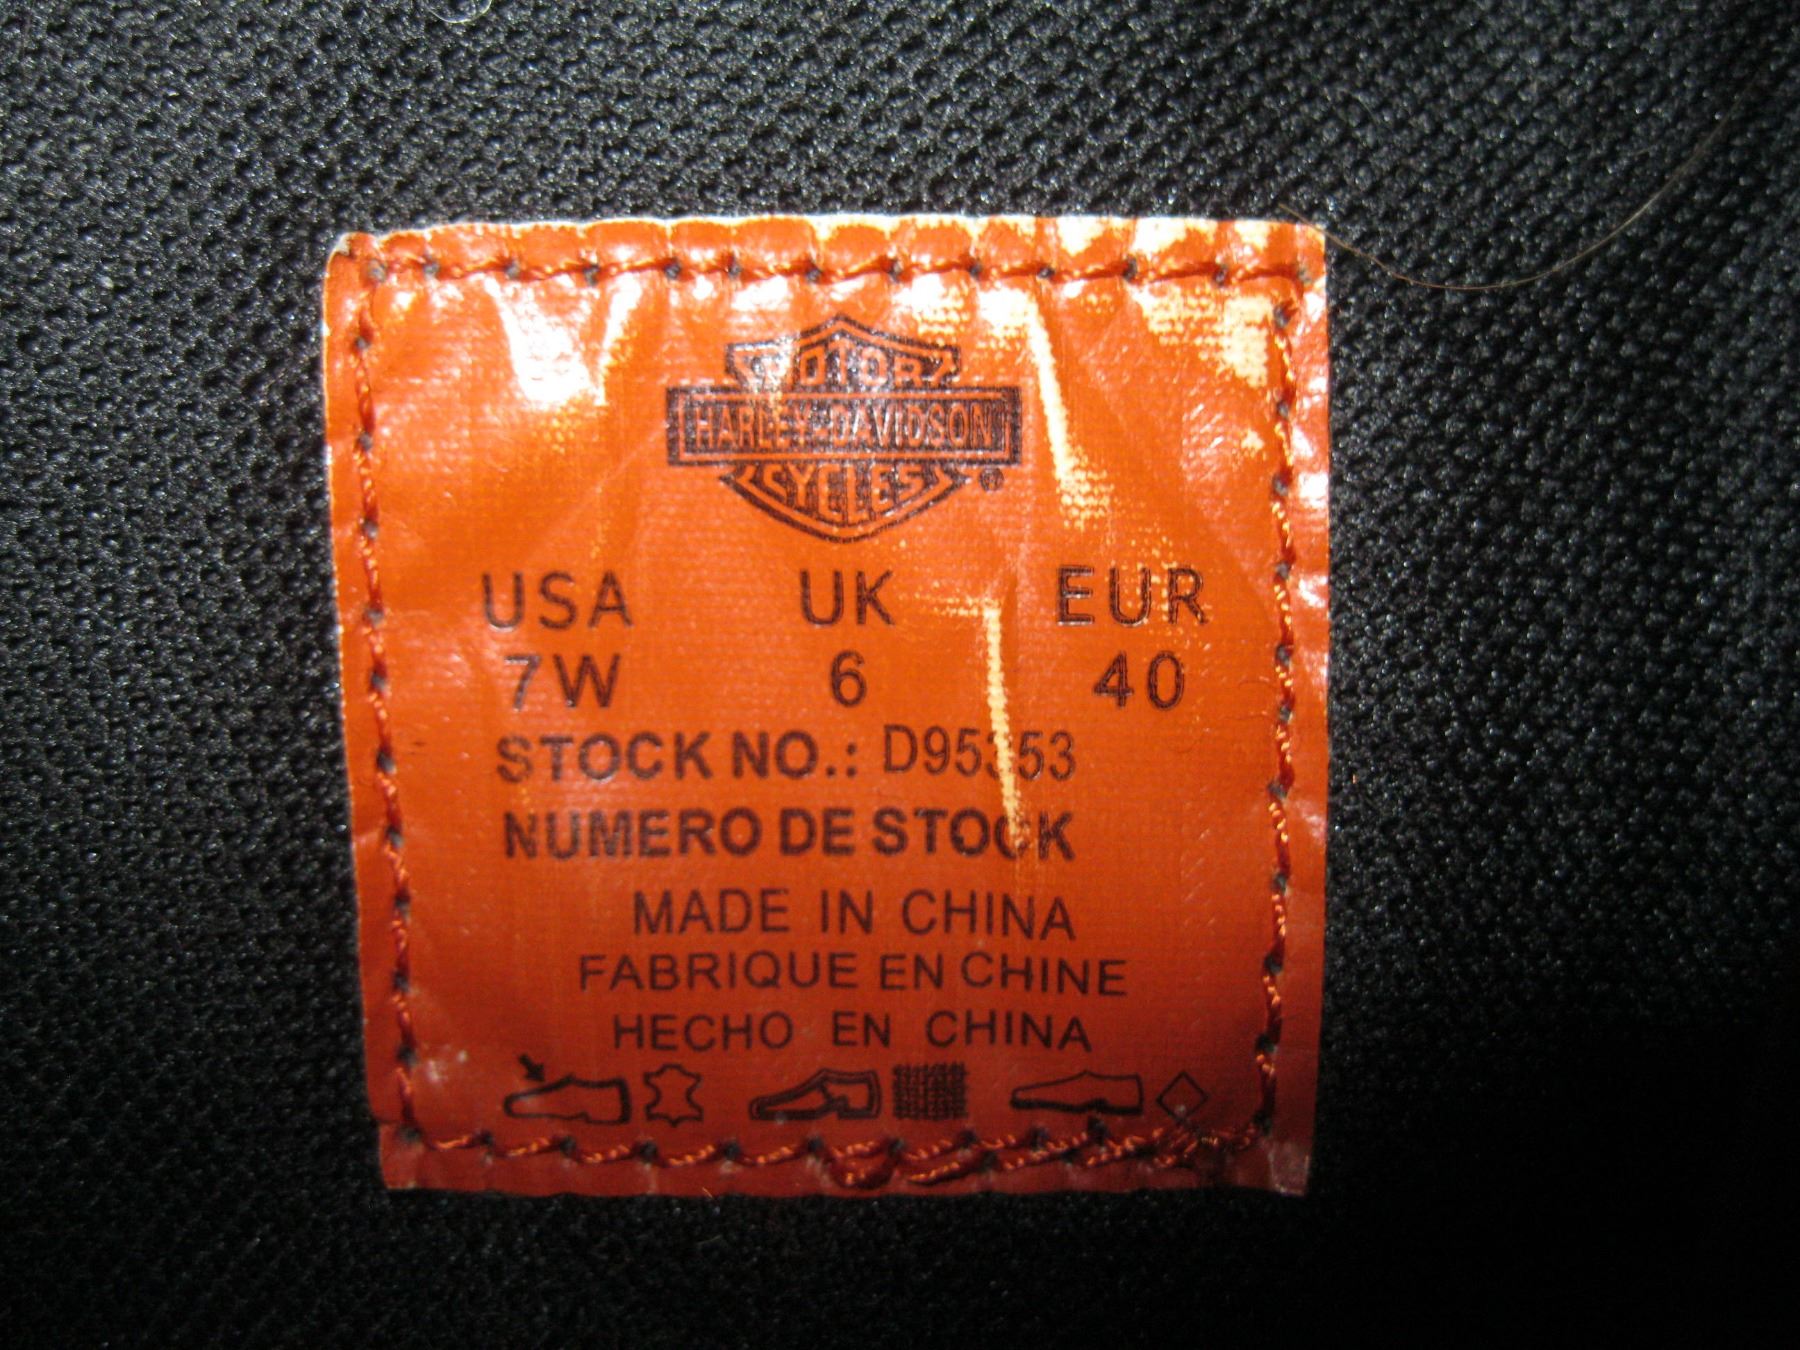 MOTOR
HARLEY-DAVIDSON
CYCLES ®
USA UK EUR
7W 6 40
STOCK NO.: D95353
NUMERO DE STOCK
MADE IN CHINA
FABRIQUE EN CHINE
HECHO EN CHINA